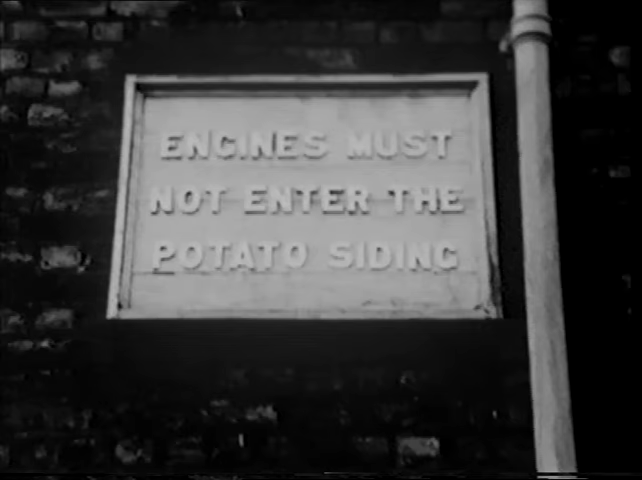 ENGINES MUST
NOT ENTER THE
POTATO SIDING